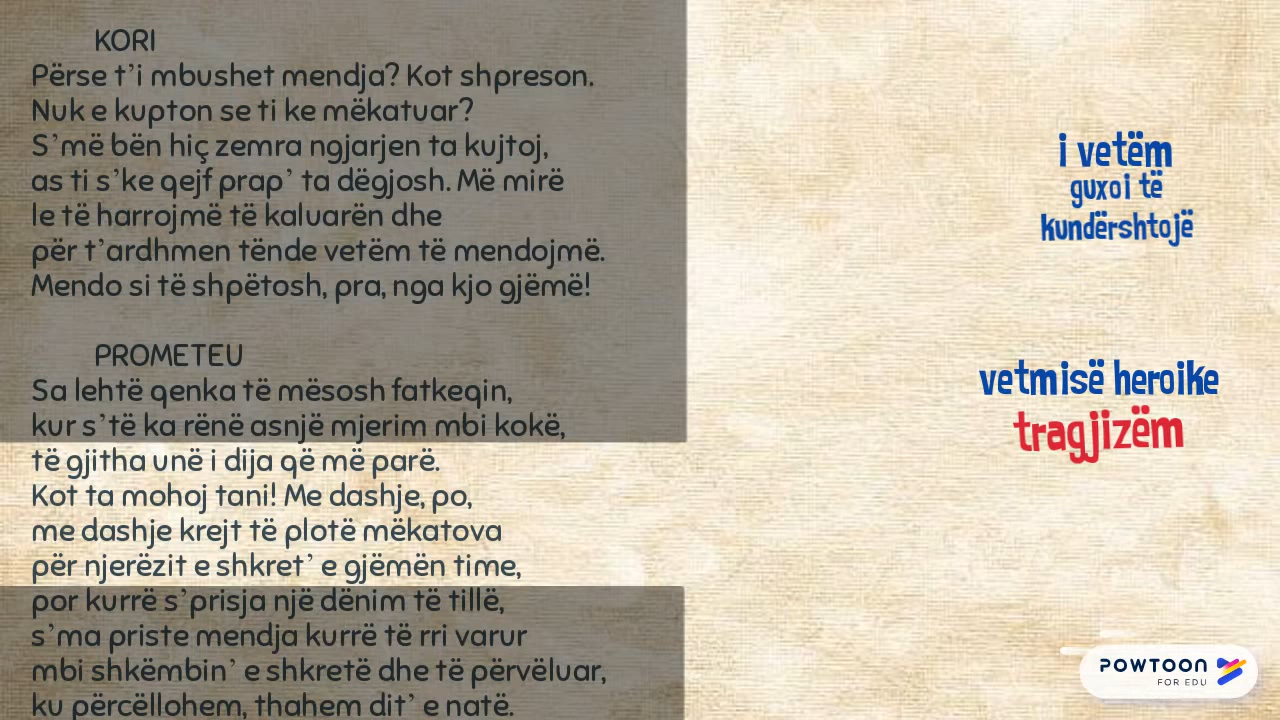 KORI
Përse t’i mbushet mendja? Kot shpreson.
Nuk e kupton se ti ke mëkatuar?
S’më bën hiç zemra ngjarjen ta kujtoj,
as ti s’ke qejf prap’ ta dëgjosh. Më mirë
le të harrojmë të kaluarën dhe
për t’ardhmen tënde vetëm të mendojmë.
Mendo si të shpëtosh, pra, nga kjo gjëmë!
PROMETEU
Sa lehtë qenka të mësosh fatkeqin,
kur s’të ka rënë asnjë mjerim mbi kokë,
të gjitha unë i dija që më parë.
Kot ta mohoj tani! Me dashje, po,
me dashje krejt të plotë mëkatova
për njerëzit e shkret’ e gjëmën time,
por kurrë s’prisja një dënim të tillë,
s’ma priste mendja kurrë të rri varur
mbi shkëmbin’ e shkretë dhe të përvëluar,
ku përcëllohem, thahem dit’ e natë.
i vetëm
guxoi të
kundërshtojë
vetmisë heroike
tragjizëm
POWTOON
FOR EDU